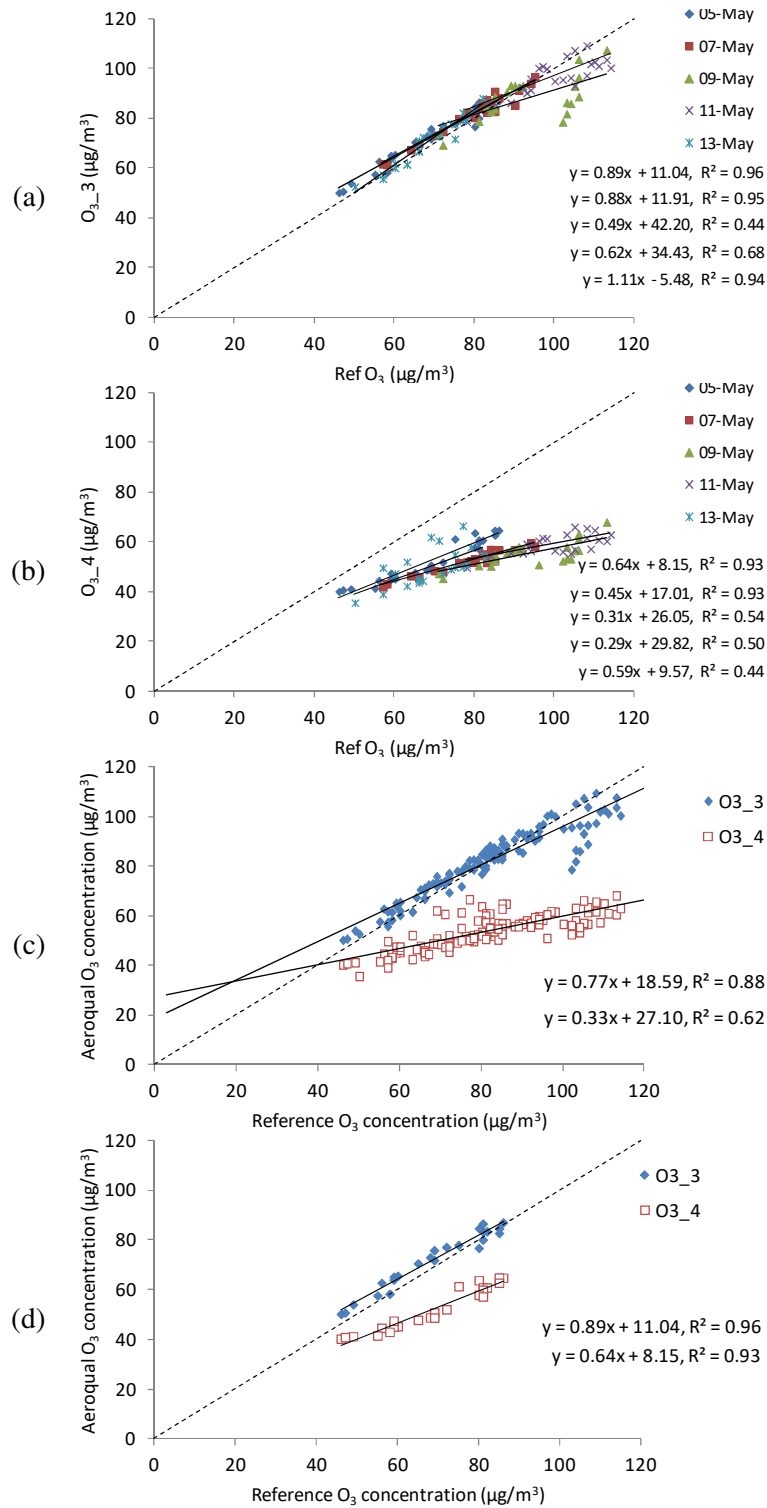 120
100
80
60
40
20
0
O3_3 (µg/m³)
(a)
05-May
07-May
09-May
11-May
13-May
y = 0.89x + 11.04, R² = 0.96
y = 0.88x + 11.91, R² = 0.95
y = 0.49x + 42.20, R² = 0.44
y = 0.62x + 34.43, R² = 0.68
y = 1.11x - 5.48, R² = 0.94
0 20 40 60 80 100 120
Ref O₃ (µg/m³)
120
100
80
60
40
20
0
O3_4 (µg/m³)
(b)
05-May
07-May
09-May
11-May
13-May
y = 0.64x + 8.15, R² = 0.93
y = 0.45x + 17.01, R² = 0.93
y = 0.31x + 26.05, R² = 0.54
y = 0.29x + 29.82, R² = 0.50
y = 0.59x + 9.57, R² = 0.44
0 20 40 60 80 100 120
Ref O₃ (µg/m³)
120
100
80
60
40
20
0
Aeroqual O₃ concentration (µg/m³)
(c)
O3_3
O3_4
y = 0.77x + 18.59, R² = 0.88
y = 0.33x + 27.10, R² = 0.62
0 20 40 60 80 100 120
Reference O₃ concentration (µg/m³)
120
100
80
60
40
20
0
Aeroqual O₃ concentration (µg/m³)
(d)
O3_3
O3_4
y = 0.89x + 11.04, R² = 0.96
y = 0.64x + 8.15, R² = 0.93
0 20 40 60 80 100 120
Reference O₃ concentration (µg/m³)